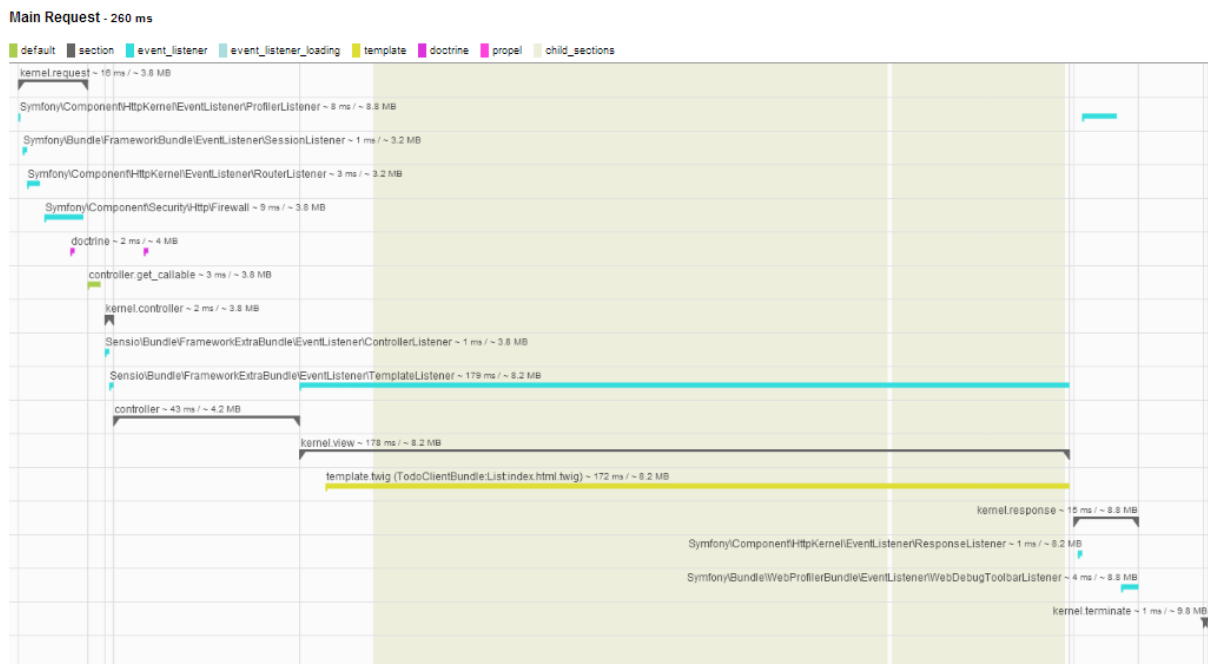 Main Request - 260 ms
default section event_listener event_listener_loading template doctrine propel child_sections
kernel.request ~ 16 ms / ~ 3.8 MB
Symfony\Component\HttpKernel\EventListener\ProfilerListener ~ 8 ms / ~ 8.8 MB
Symfony\Bundle\FrameworkBundle\EventListener\SessionListener ~ 1 ms / ~ 3.2 MB
Symfony\Component\HttpKernel\EventListener\RouterListener ~ 3 ms / ~ 3.2 MB
Symfony\Component\Security\Http\Firewall ~ 9 ms / ~ 3.8 MB
doctrine ~ 2 ms / ~ 4 MB
controller.get_callable ~ 3 ms / ~ 3.8 MB
kernel.controller ~ 2 ms / ~ 3.8 MB
Sensio\Bundle\FrameworkExtraBundle\EventListener\ControllerListener ~ 1 ms / ~ 3.8 MB
Sensio\Bundle\FrameworkExtraBundle\EventListener\TemplateListener ~ 179 ms / ~ 8.2 MB
controller ~ 43 ms / ~ 4.2 MB
kernel.view ~ 178 ms / ~ 8.2 MB
template.twig (TodoClientBundle:List:index.html.twig) ~ 172 ms / ~ 8.2 MB
kernel.response ~ 15 ms / ~ 8.8 MB
Symfony\Component\HttpKernel\EventListener\ResponseListener ~ 1 ms / ~ 8.2 MB
Symfony\Bundle\WebProfilerBundle\EventListener\WebDebugToolbarListener ~ 4 ms / ~ 8.8 MB
kernel.terminate ~ 1 ms / ~ 9.8 MB